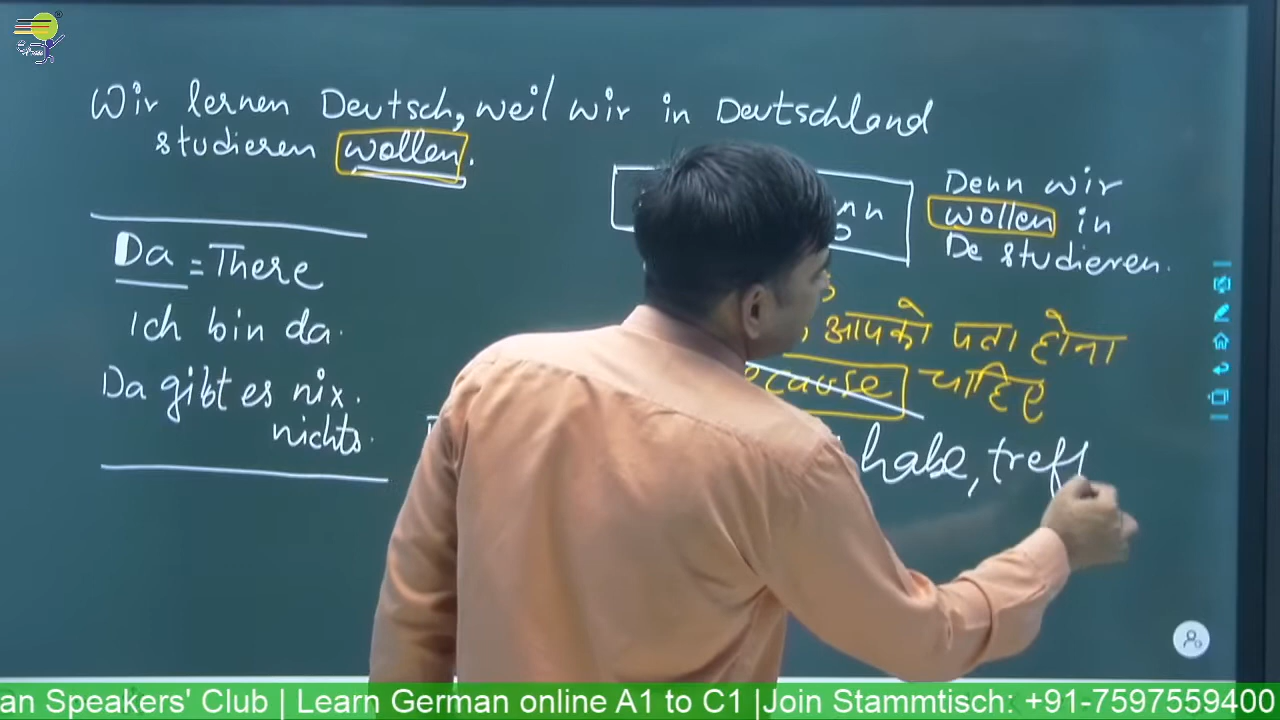 Wir lernen Deutsch, weil wir in Deutschland
studieren wollen.
Da = There
Ich bin da.
Da gibt es nix.
nichts.
Denn wir
wollen in
De studieren.
, आपको पता होना
चाहिए
habe, treff
an Speakers' Club | Learn German online A1 to C1 |Join Stammtisch: +91-7597559400